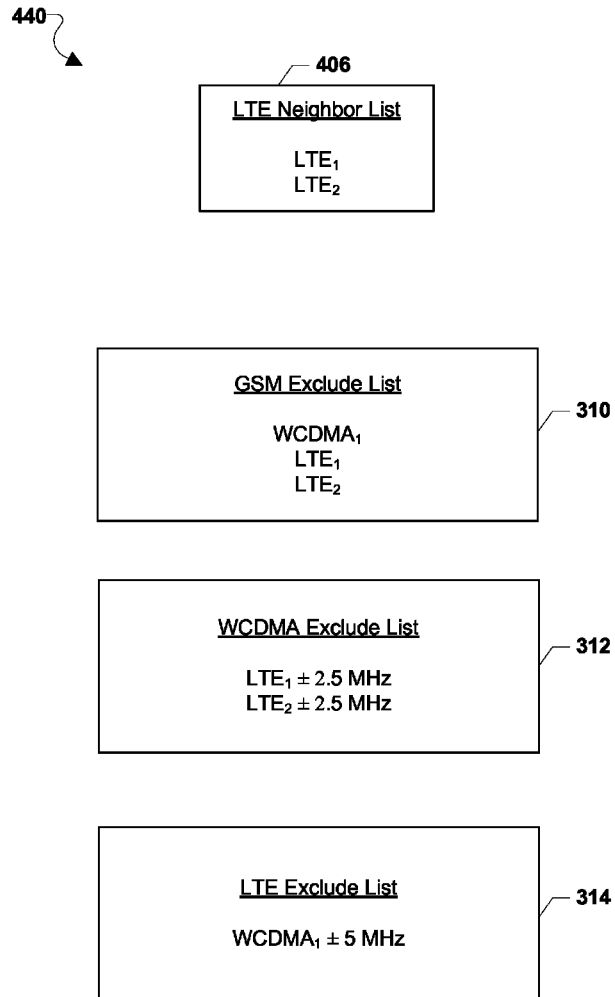 440
406
LTE Neighbor List
LTE₁
LTE₂
GSM Exclude List
310
WCDMA₁
LTE₁
LTE₂
WCDMA Exclude List
312
LTE₁ ± 2.5 MHz
LTE₂ ± 2.5 MHz
LTE Exclude List
314
WCDMA₁ ± 5 MHz